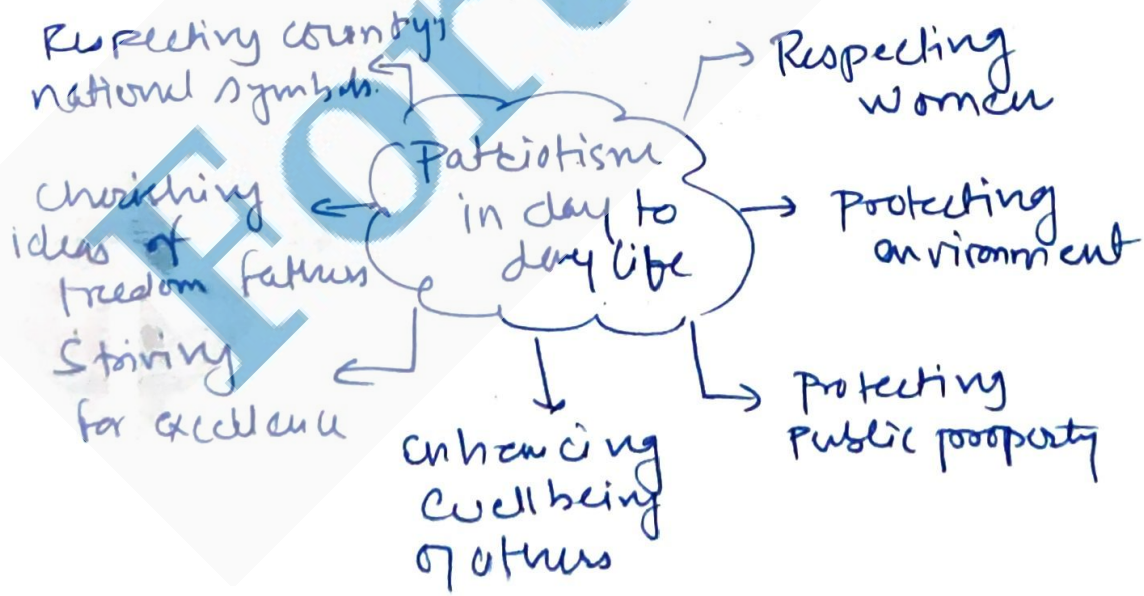 Respecting country's
national symbols.
Cherishing
ideas of
freedom fathers
Striving
for excellence
Patriotism
in day to
day life
enhancing
wellbeing
of others
Respecting
women
Protecting
environment
Protecting
public property
For